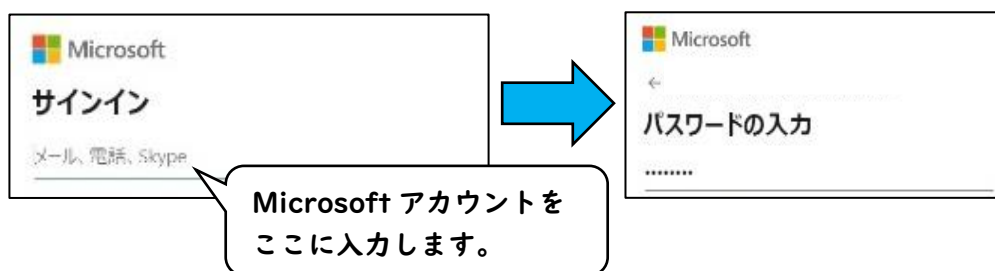 Microsoft
サインイン
メール、電話、Skype
Microsoft アカウントを
ここに入力します。
Microsoft
←
パスワードの入力
••••••••